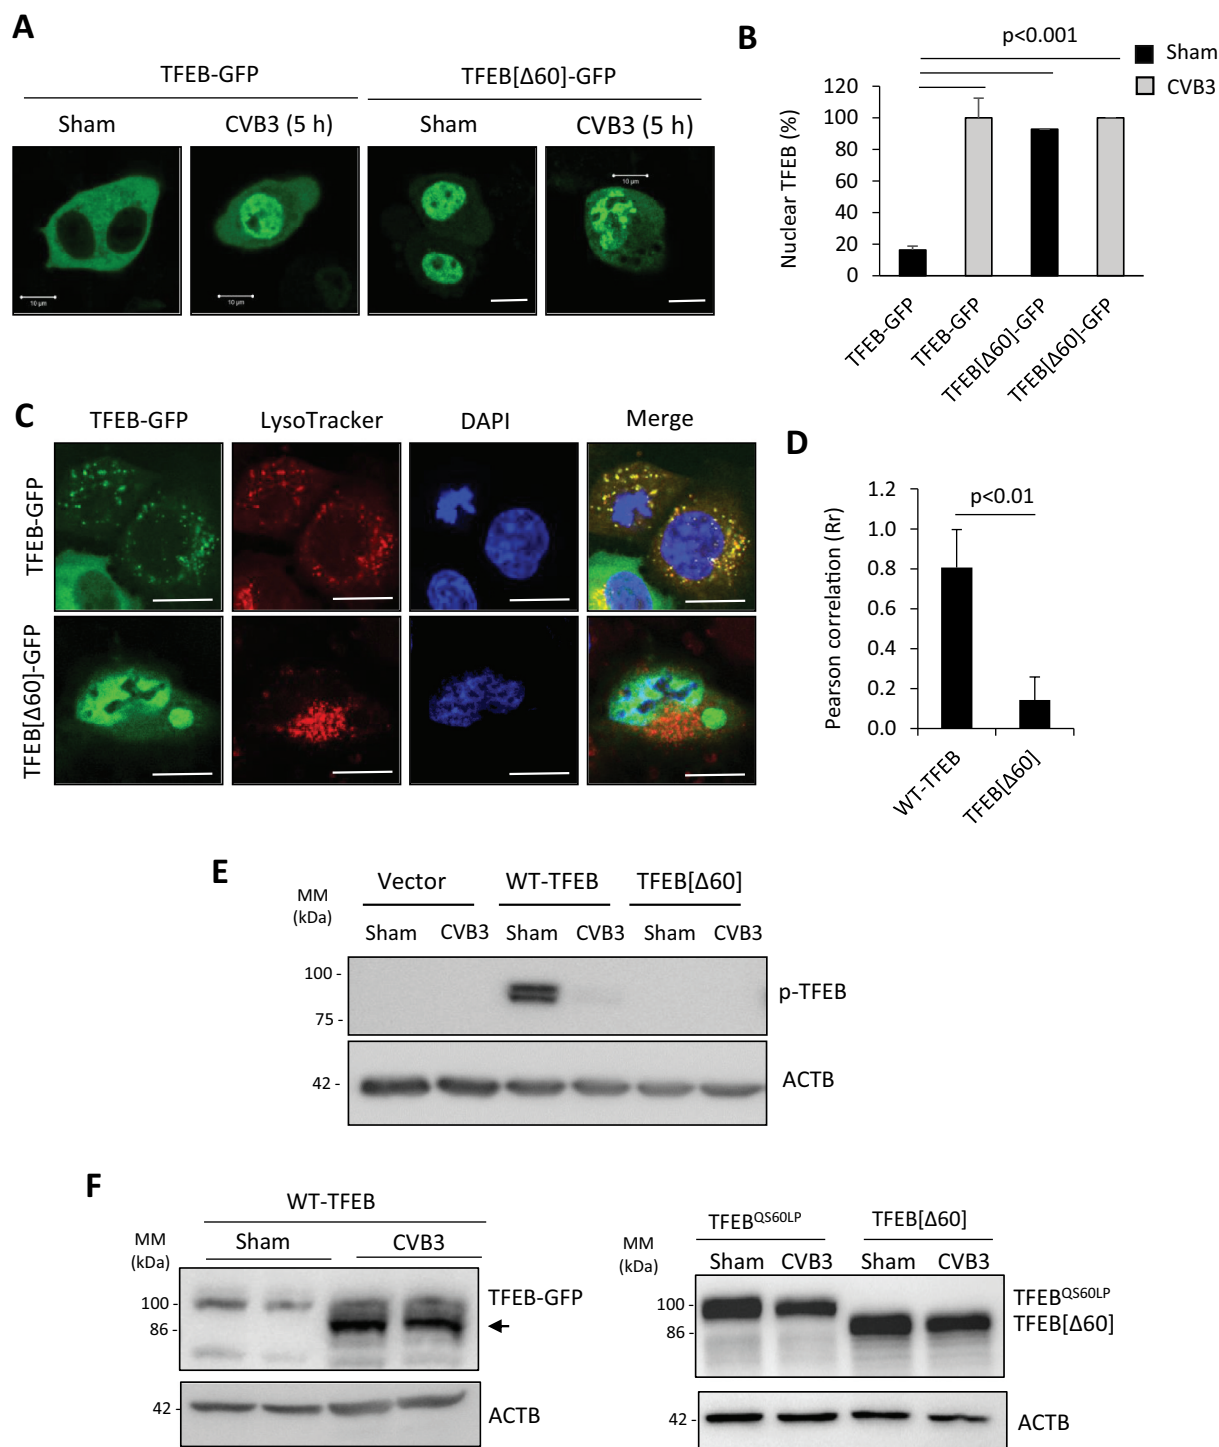 A
TFEB-GFP
TFEB[Δ60]-GFP
Sham
CVB3 (5 h)
Sham
CVB3 (5 h)
10 μm
10 μm
10 μm
B
p<0.001
Sham
CVB3
Nuclear TFEB (%)
120
100
80
60
40
20
0
TFEB-GFP
TFEB-GFP
TFEB[Δ60]-GFP
TFEB[Δ60]-GFP
C
TFEB-GFP
LysoTracker
DAPI
Merge
TFEB-GFP
TFEB[Δ60]-GFP
D
p<0.01
Pearson correlation (Rr)
1.2
1.0
0.8
0.6
0.4
0.2
0.0
WT-TFEB
TFEB[Δ60]
E
MM
(kDa)
Vector
WT-TFEB
TFEB[Δ60]
Sham
CVB3
Sham
CVB3
Sham
CVB3
100 -
75 -
p-TFEB
42 -
ACTB
F
WT-TFEB
MM
(kDa)
Sham
CVB3
100 -
86 -
TFEB-GFP
42 -
ACTB
MM
(kDa)
TFEB^QS60LP
TFEB[Δ60]
Sham
CVB3
Sham
CVB3
100 -
86 -
TFEB^QS60LP
TFEB[Δ60]
42 -
ACTB